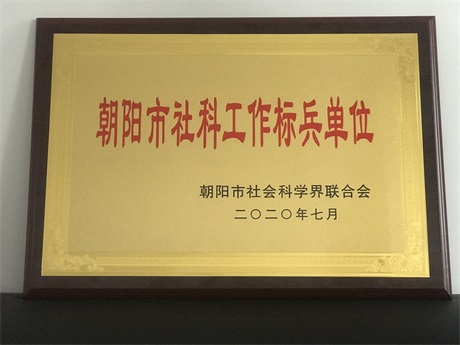 朝阳市社科工作标兵单位
朝阳市社会科学界联合会
二〇二〇年七月